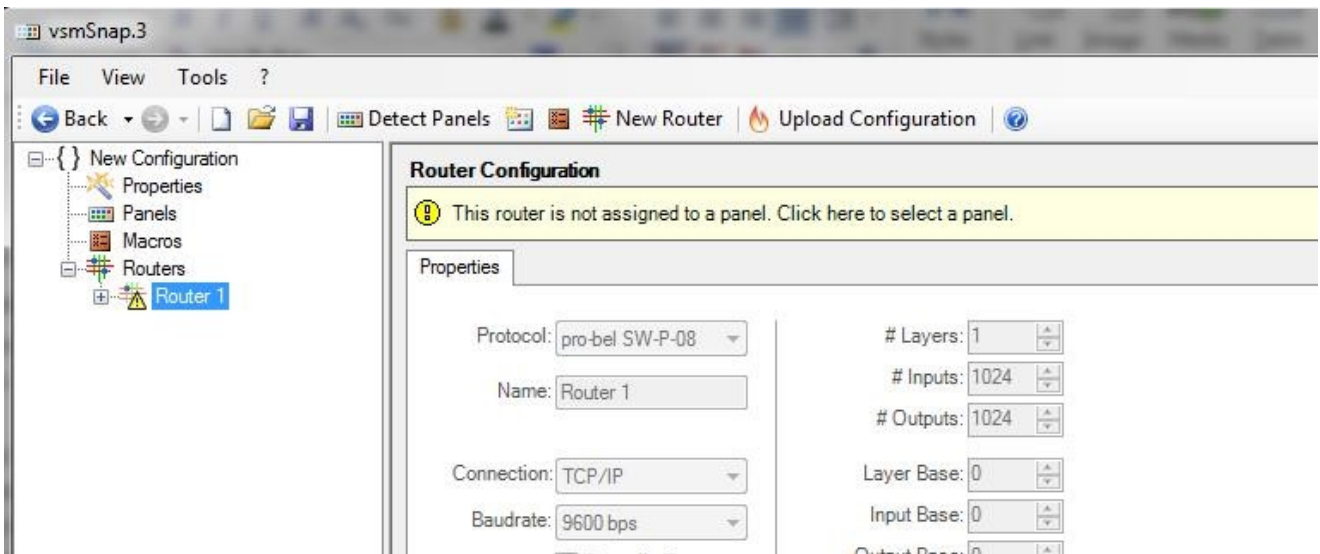 vsmSnap.3
File View Tools ?
Back Detect Panels New Router Upload Configuration
New Configuration
Properties
Panels
Macros
Routers
Router 1
Router Configuration
This router is not assigned to a panel. Click here to select a panel.
Properties
Protocol: pro-bel SW-P-08
Name: Router 1
Connection: TCP/IP
Baudrate: 9600 bps
# Layers: 1
# Inputs: 1024
# Outputs: 1024
Layer Base: 0
Input Base: 0
Output Base: 0